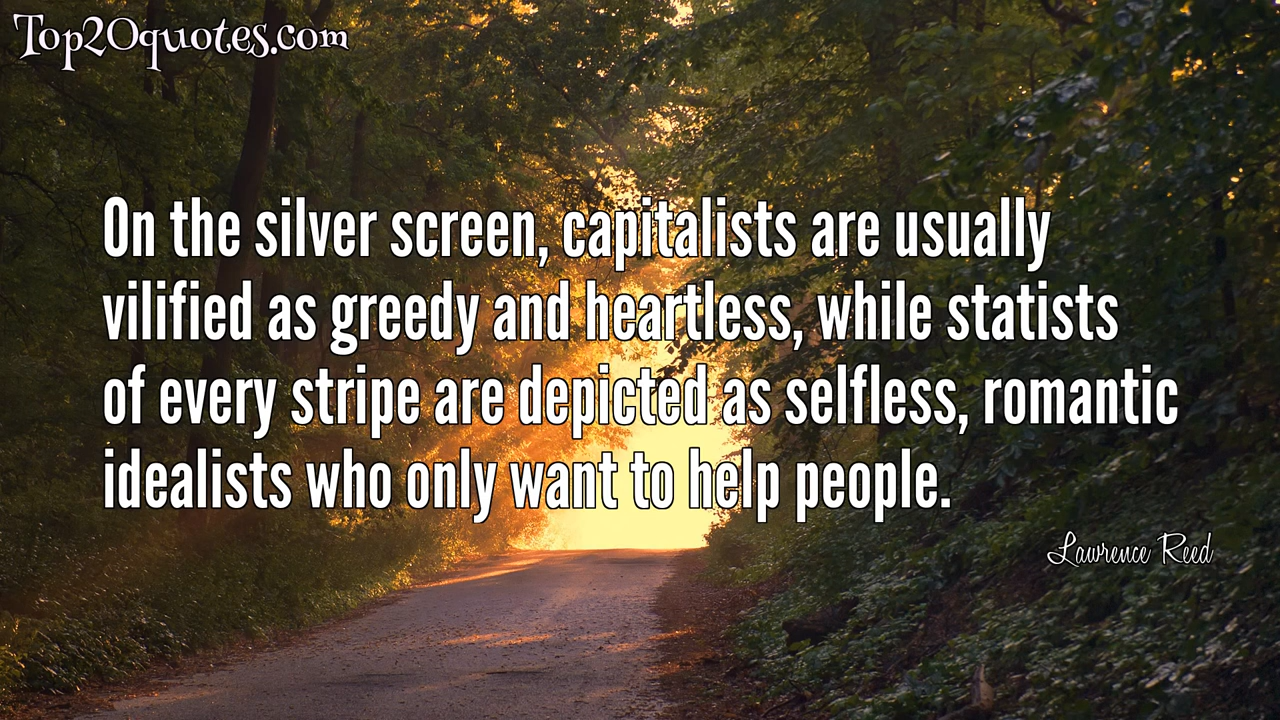 Top20quotes.com
On the silver screen, capitalists are usually
vilified as greedy and heartless, while statists
of every stripe are depicted as selfless, romantic
idealists who only want to help people.
Lawrence Reed